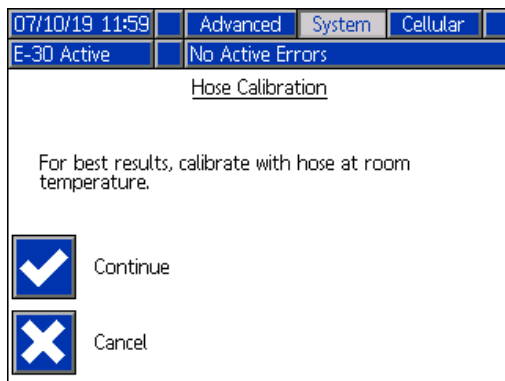 07/10/19 11:59 Advanced System Cellular
E-30 Active No Active Errors
Hose Calibration
For best results, calibrate with hose at room
temperature.
Continue
Cancel